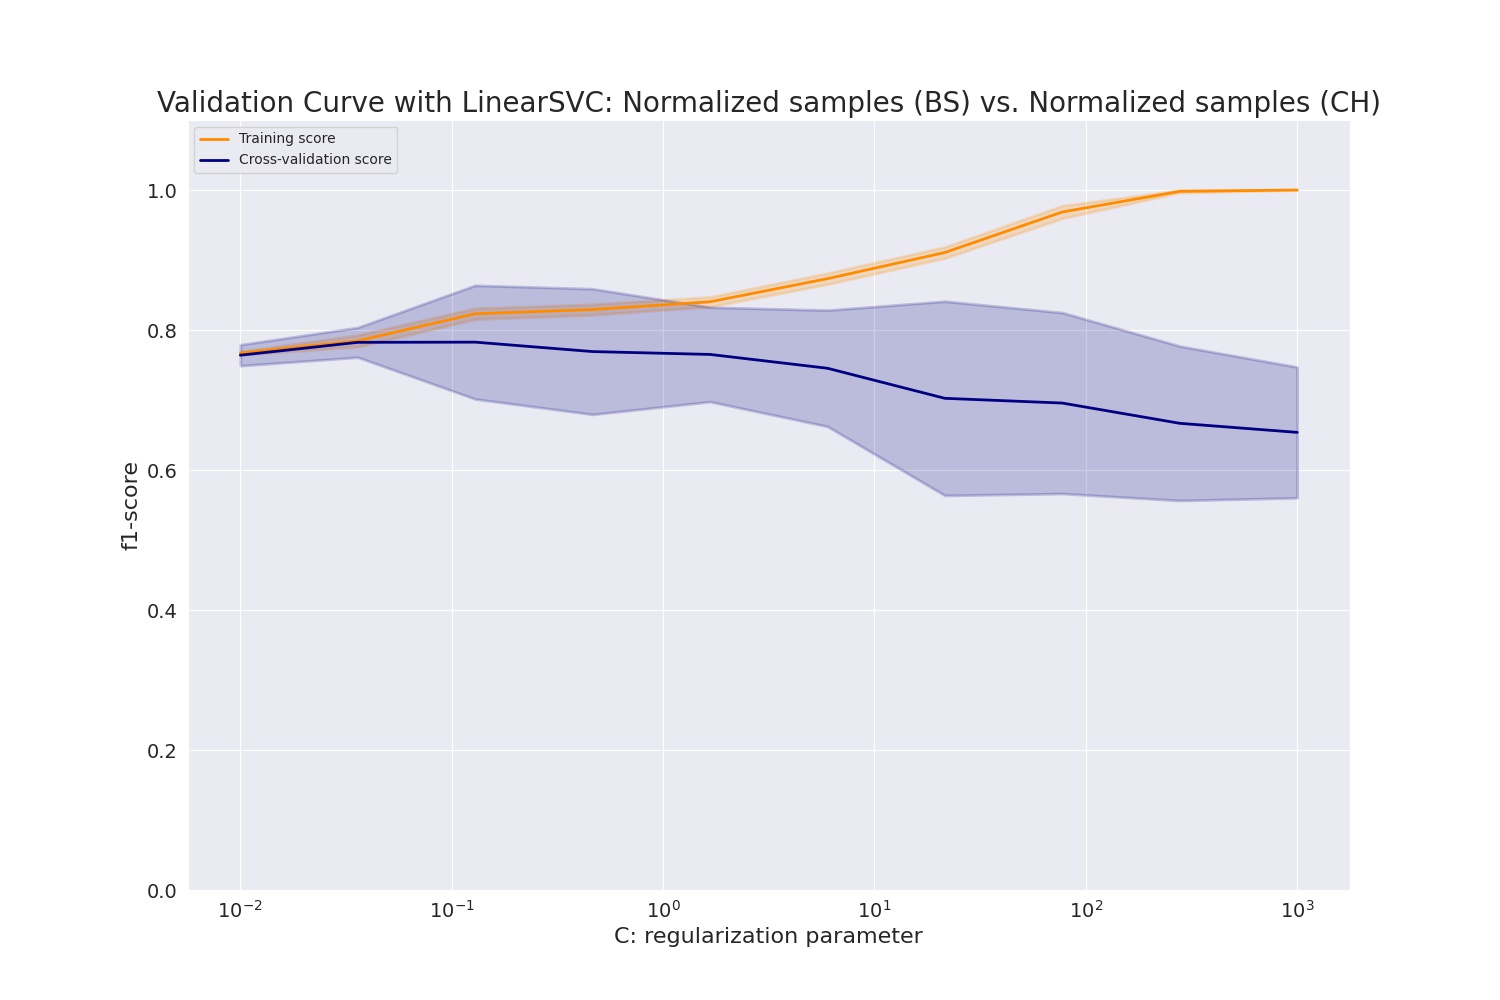 Validation Curve with LinearSVC: Normalized samples (BS) vs. Normalized samples (CH)
Training score
Cross-validation score
1.0
0.8
0.6
0.4
0.2
0.0
f1-score
10⁻² 10⁻¹ 10⁰ 10¹ 10² 10³
C: regularization parameter